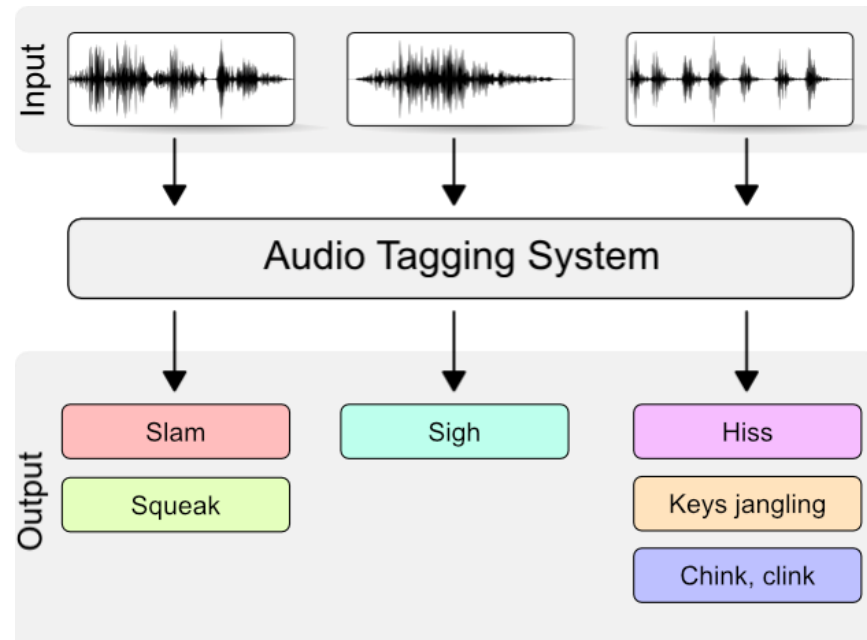 Input
Audio Tagging System
Output
Slam
Sigh
Hiss
Squeak
Keys jangling
Chink, clink